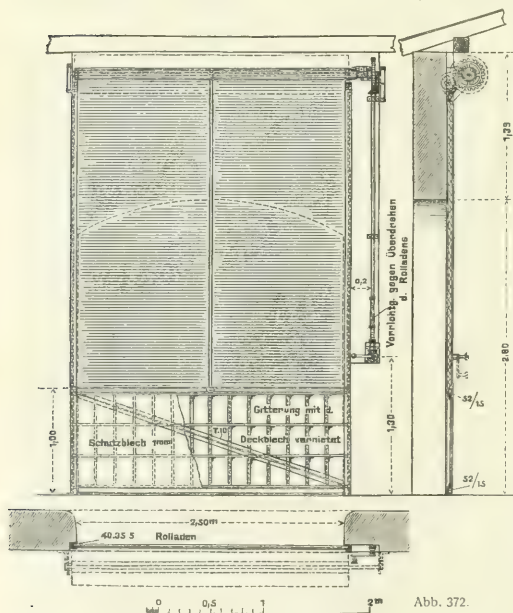 1,39
Vorrichtg. gegen Überdrehen
d. Rolladens
0,2
2.80
1,30
52/15
52/15
1,00
Schutzblech 1mm
T.10
Gitterung mit d.
Deckblech vernietet
2,50m
40.35 5 Rolladen
0 0,5 1 2m
Abb. 372.